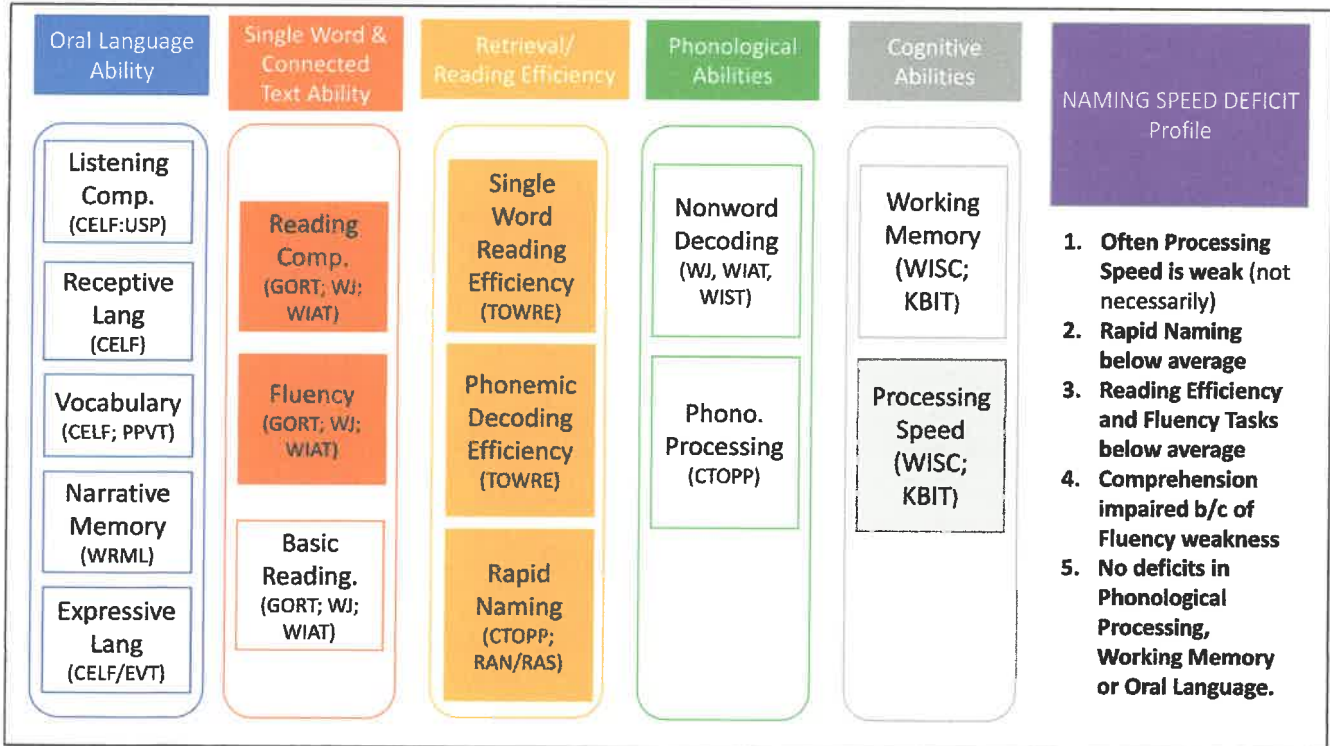 Oral Language
Ability
Single Word &
Connected
Text Ability
Retrieval/
Reading Efficiency
Phonological
Abilities
Cognitive
Abilities
NAMING SPEED DEFICIT
Profile
Listening
Comp.
(CELF:USP)
Receptive
Lang
(CELF)
Vocabulary
(CELF; PPVT)
Narrative
Memory
(WRML)
Expressive
Lang
(CELF/EVT)
Reading
Comp.
(GORT; WJ;
WIAT)
Fluency
(GORT; WJ;
WIAT)
Basic
Reading.
(GORT; WJ;
WIAT)
Single
Word
Reading
Efficiency
(TOWRE)
Phonemic
Decoding
Efficiency
(TOWRE)
Rapid
Naming
(CTOPP;
RAN/RAS)
Nonword
Decoding
(WJ, WIAT,
WIST)
Phono.
Processing
(CTOPP)
Working
Memory
(WISC;
KBIT)
Processing
Speed
(WISC;
KBIT)
1. Often Processing
Speed is weak (not
necessarily)
2. Rapid Naming
below average
3. Reading Efficiency
and Fluency Tasks
below average
4. Comprehension
impaired b/c of
Fluency weakness
5. No deficits in
Phonological
Processing,
Working Memory
or Oral Language.